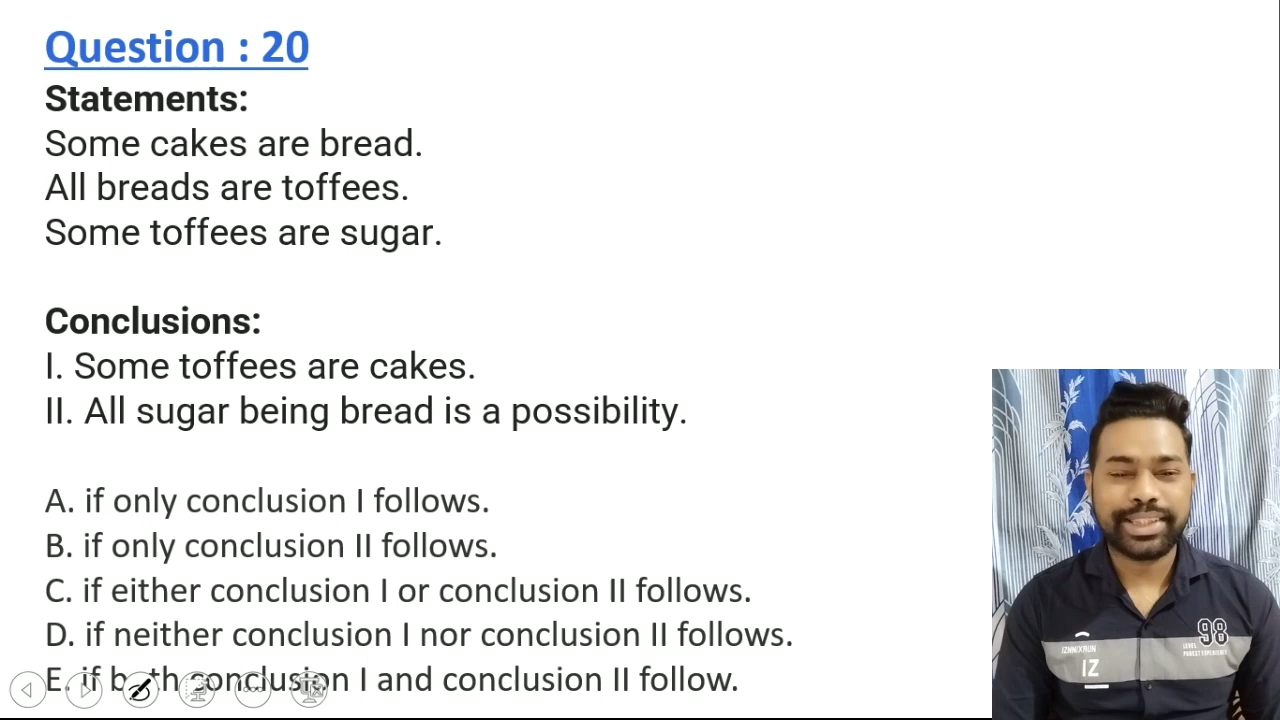 Question : 20
Statements:
Some cakes are bread.
All breads are toffees.
Some toffees are sugar.
Conclusions:
I. Some toffees are cakes.
II. All sugar being bread is a possibility.
A. if only conclusion I follows.
B. if only conclusion II follows.
C. if either conclusion I or conclusion II follows.
D. if neither conclusion I nor conclusion II follows.
E. if both conclusion I and conclusion II follow.
98
IZ